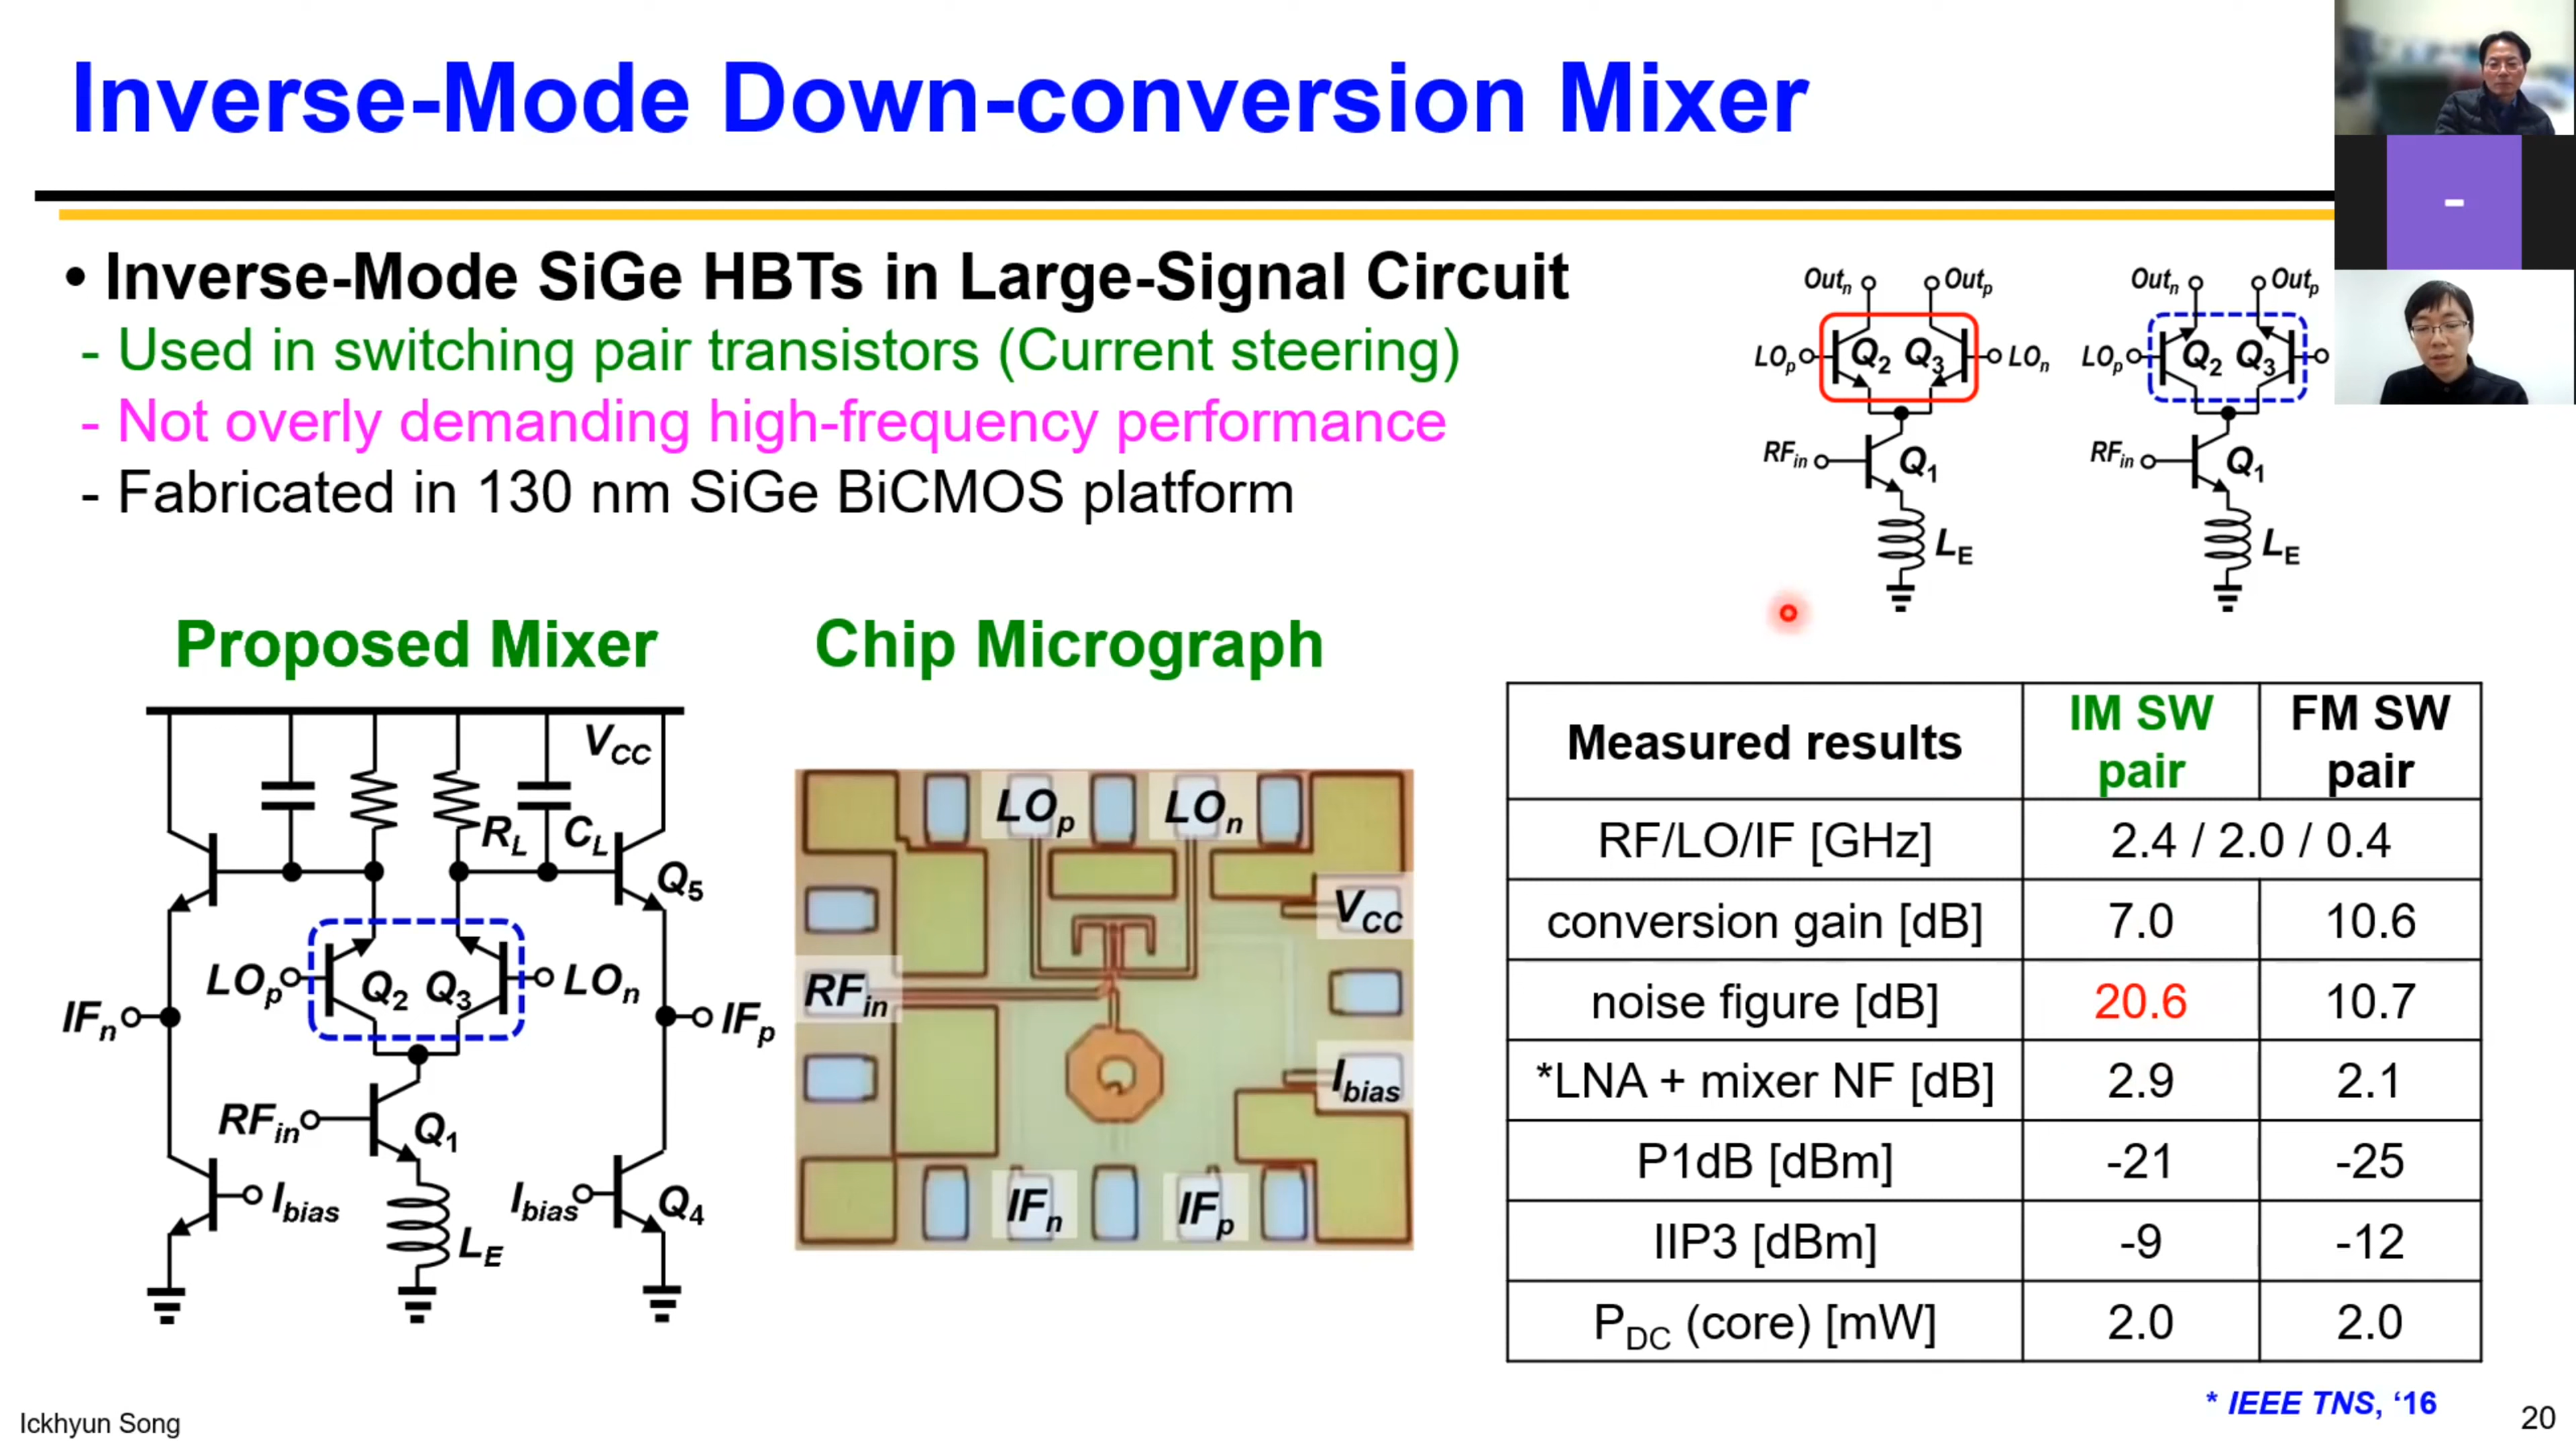 Inverse-Mode Down-conversion Mixer
-
• Inverse-Mode SiGe HBTs in Large-Signal Circuit
- Used in switching pair transistors (Current steering)
- Not overly demanding high-frequency performance
- Fabricated in 130 nm SiGe BiCMOS platform
Outn Outp
LOp Q2 Q3 LOn
RFin Q1
LE
Outn Outp
LOp Q2 Q3
RFin Q1
LE
Proposed Mixer
VCC
RL CL
Q5
LOp Q2 Q3 LOn
IFn IFp
RFin Q1
Ibias Ibias Q4
LE
Chip Micrograph
LOp LOn
VCC
RFin
Ibias
IFn IFp
Measured results IM SW pair FM SW pair
RF/LO/IF [GHz] 2.4 / 2.0 / 0.4
conversion gain [dB] 7.0 10.6
noise figure [dB] 20.6 10.7
*LNA + mixer NF [dB] 2.9 2.1
P1dB [dBm] -21 -25
IIP3 [dBm] -9 -12
PDC (core) [mW] 2.0 2.0
* IEEE TNS, ‘16
Ickhyun Song
20